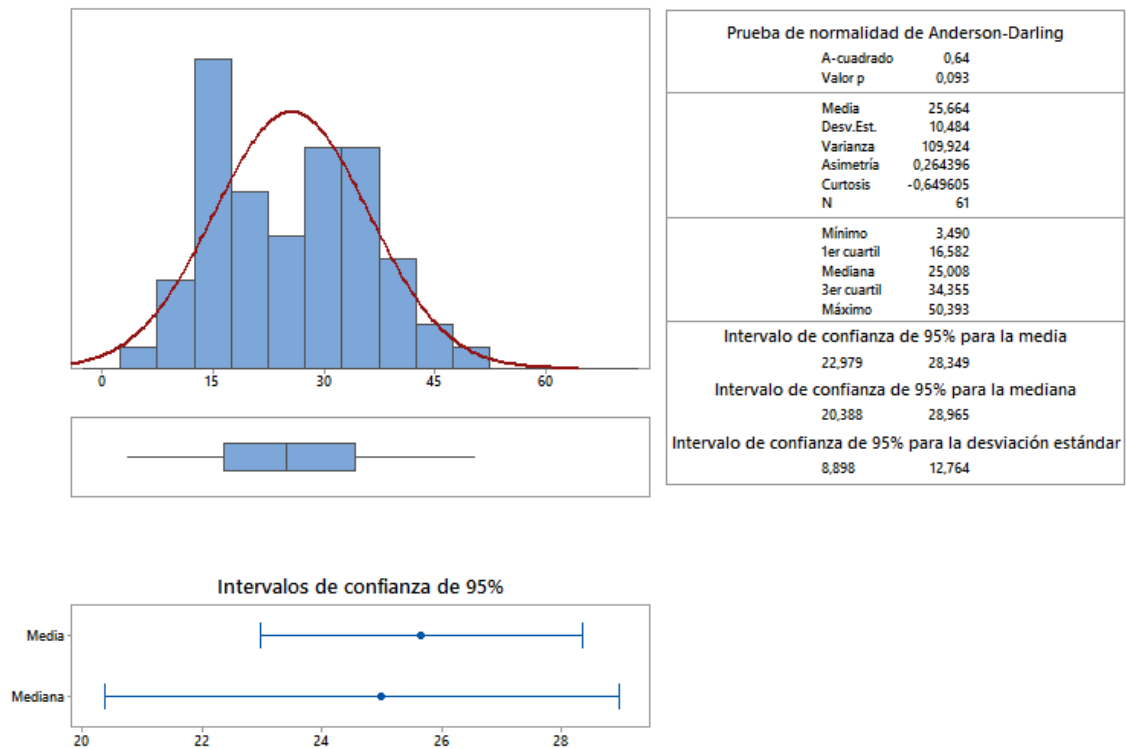 0 15 30 45 60
Prueba de normalidad de Anderson-Darling
A-cuadrado 0,64
Valor p 0,093
Media 25,664
Desv.Est. 10,484
Varianza 109,924
Asimetría 0,264396
Curtosis -0,649605
N 61
Mínimo 3,490
1er cuartil 16,582
Mediana 25,008
3er cuartil 34,355
Máximo 50,393
Intervalo de confianza de 95% para la media
22,979 28,349
Intervalo de confianza de 95% para la mediana
20,388 28,965
Intervalo de confianza de 95% para la desviación estándar
8,898 12,764
Intervalos de confianza de 95%
Media
Mediana
20 22 24 26 28